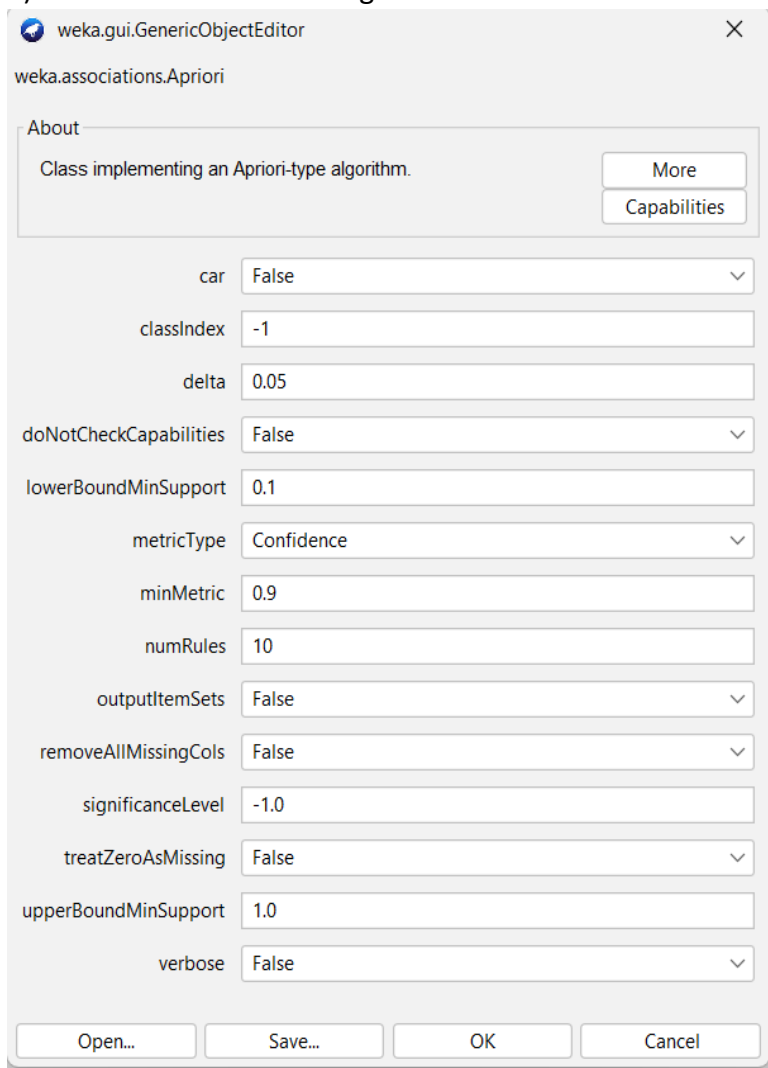 weka.gui.GenericObjectEditor
weka.associations.Apriori
About
Class implementing an Apriori-type algorithm.
More
Capabilities
car False
classIndex -1
delta 0.05
doNotCheckCapabilities False
lowerBoundMinSupport 0.1
metricType Confidence
minMetric 0.9
numRules 10
outputItemSets False
removeAllMissingCols False
significanceLevel -1.0
treatZeroAsMissing False
upperBoundMinSupport 1.0
verbose False
Open... Save... OK Cancel